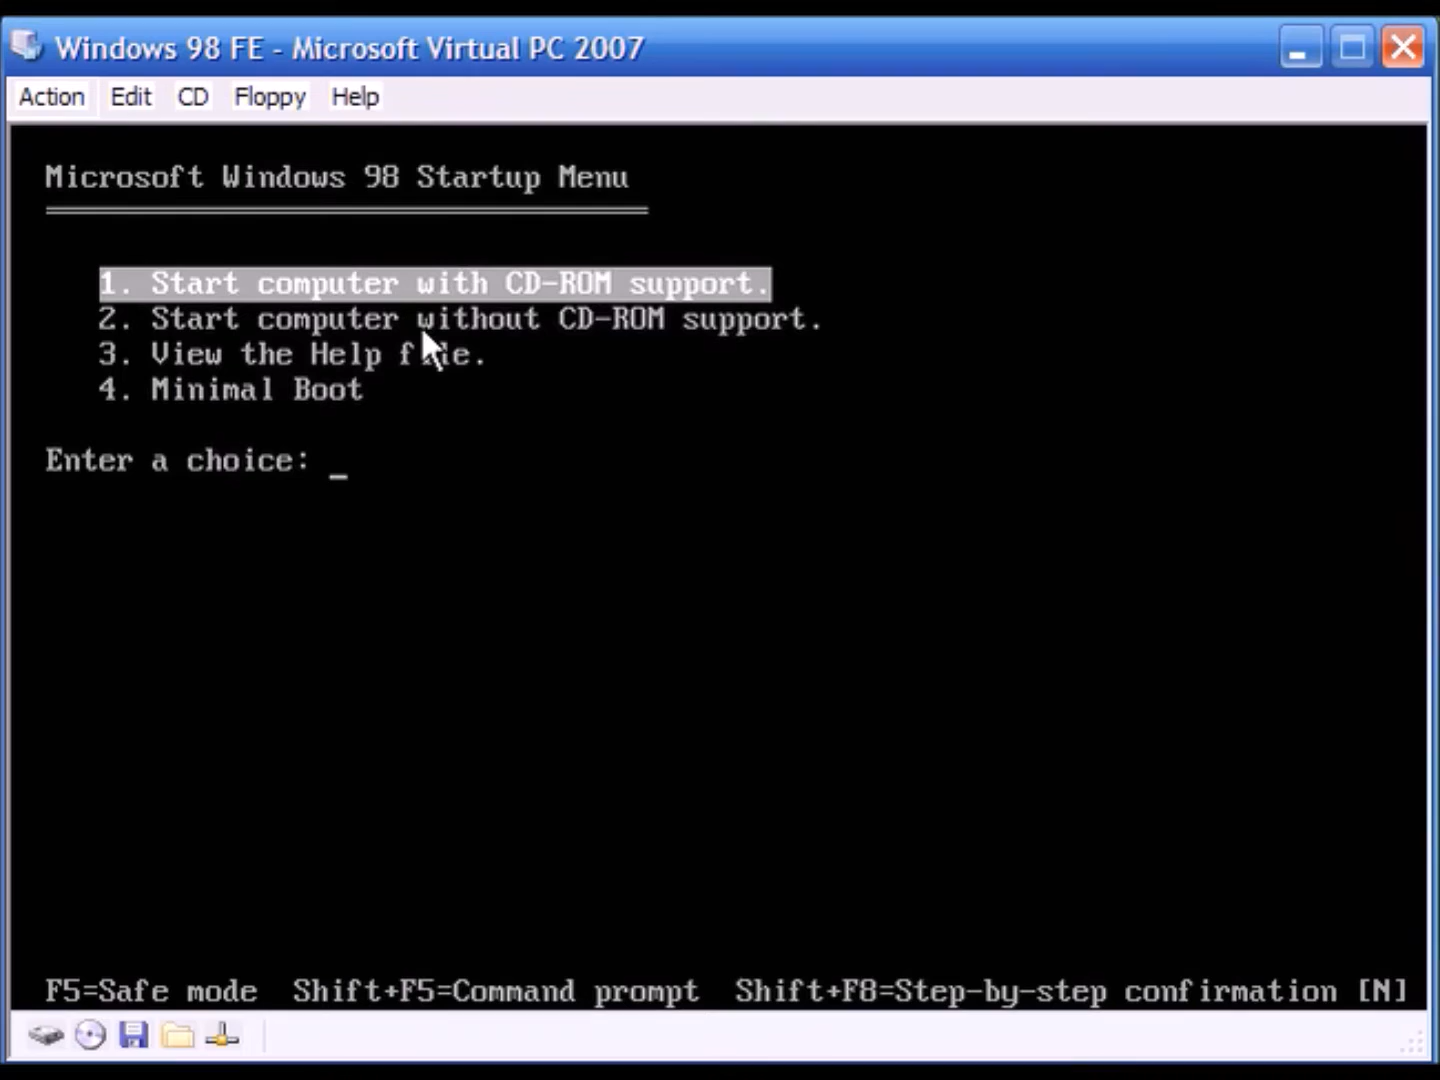 Windows 98 FE - Microsoft Virtual PC 2007
Action Edit CD Floppy Help
Microsoft Windows 98 Startup Menu
1. Start computer with CD-ROM support.
2. Start computer without CD-ROM support.
3. View the Help file.
4. Minimal Boot
Enter a choice: _
F5=Safe mode Shift+F5=Command prompt Shift+F8=Step-by-step confirmation [N]